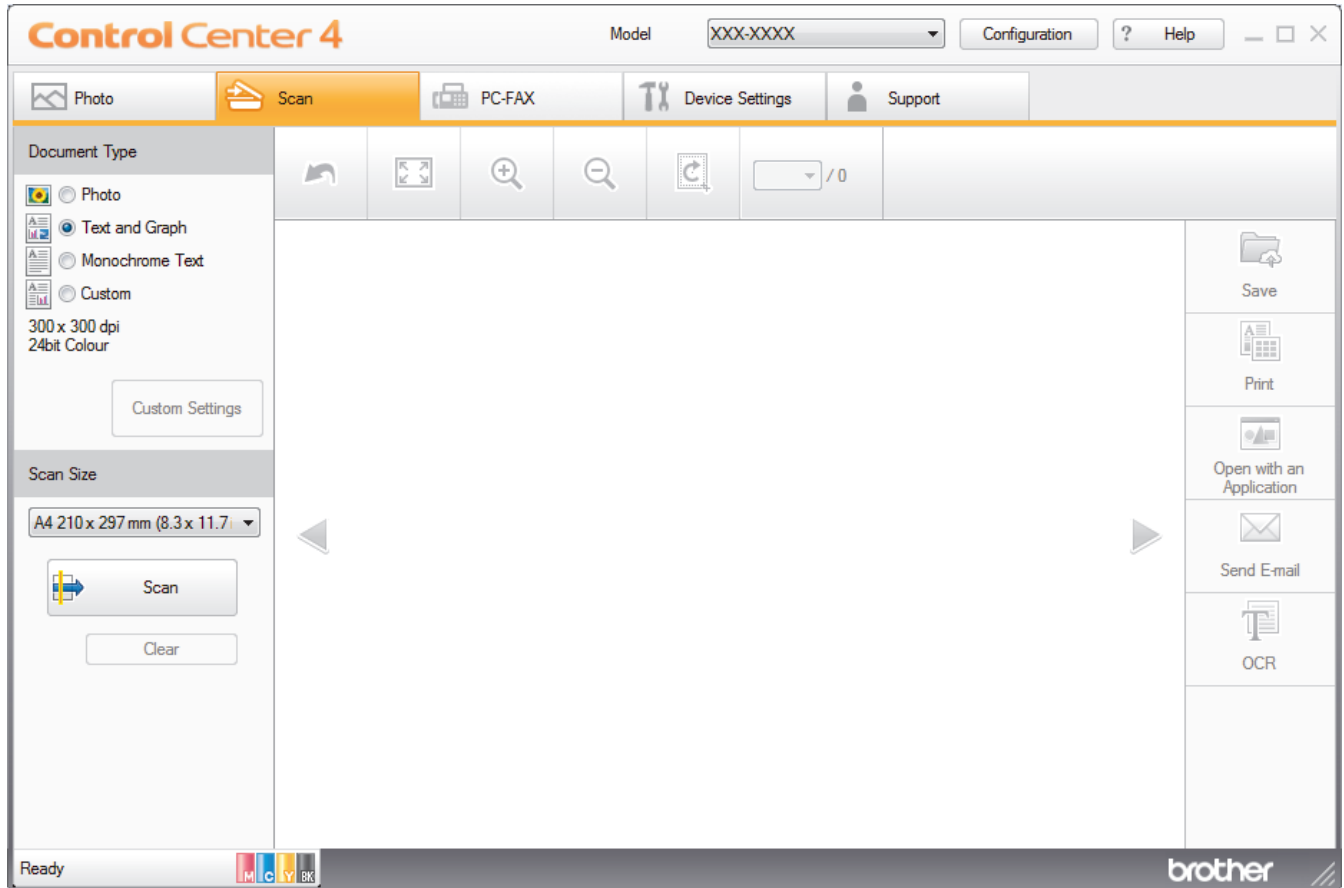 Control Center 4
Model XXX-XXXX Configuration ? Help
Photo Scan PC-FAX Device Settings Support
Document Type
Photo
Text and Graph
Monochrome Text
Custom
300 x 300 dpi
24bit Colour
Custom Settings
Scan Size
A4 210 x 297 mm (8.3 x 11.7
Scan
Clear
/ 0
Save
Print
Open with an
Application
Send E-mail
OCR
Ready
M C Y BK
brother